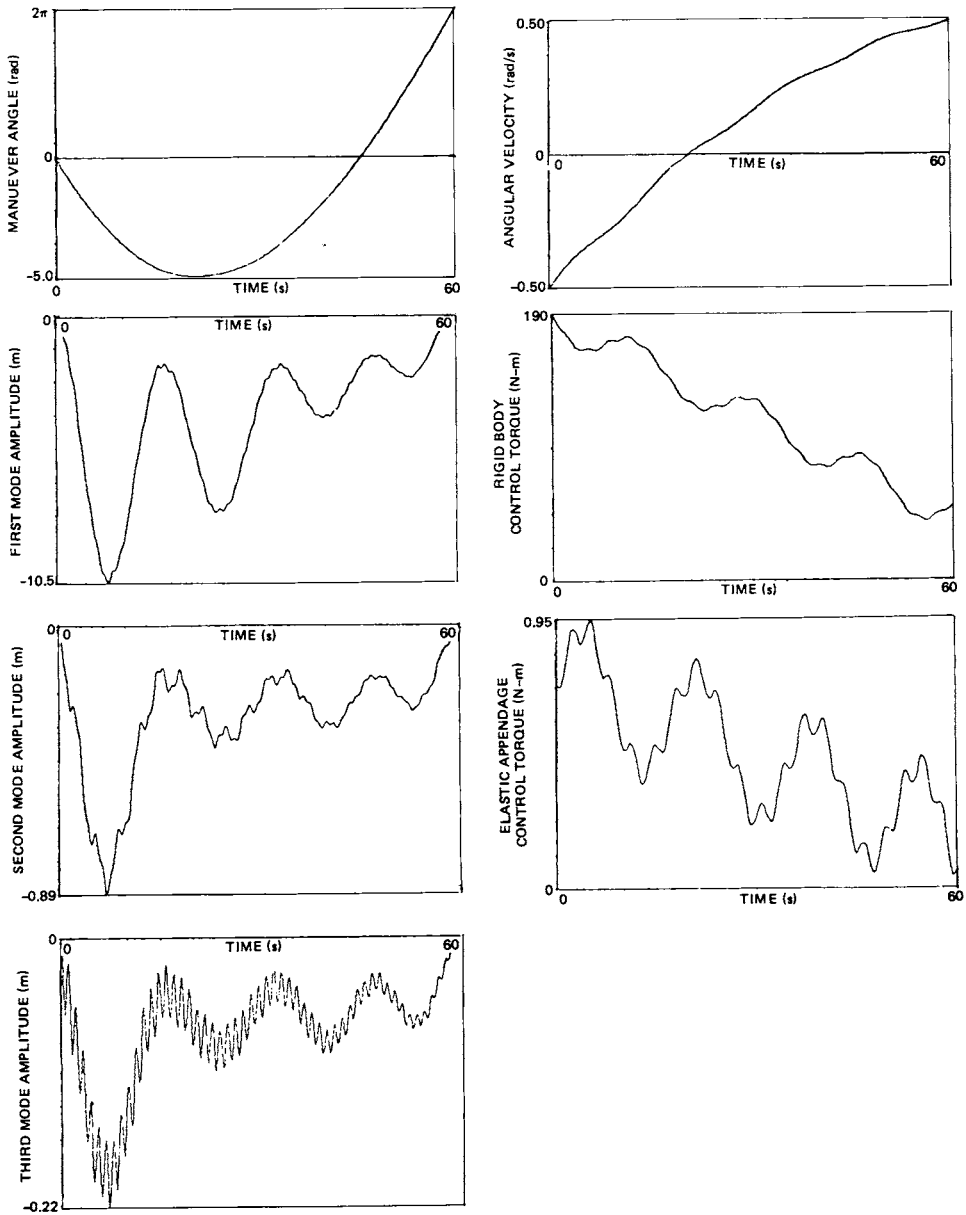 2π
MANUEVER ANGLE (rad)
0
-5.0
0
TIME (s)
60
0.50
ANGULAR VELOCITY (rad/s)
0
0
TIME (s)
60
-0.50
0
0
TIME (s)
60
FIRST MODE AMPLITUDE (m)
-10.5
190
RIGID BODY
CONTROL TORQUE (N-m)
0
0
TIME (s)
60
0
0
TIME (s)
60
SECOND MODE AMPLITUDE (m)
-0.89
0.95
ELASTIC APPENDAGE
CONTROL TORQUE (N-m)
0
0
TIME (s)
60
0
0
TIME (s)
60
THIRD MODE AMPLITUDE (m)
-0.22